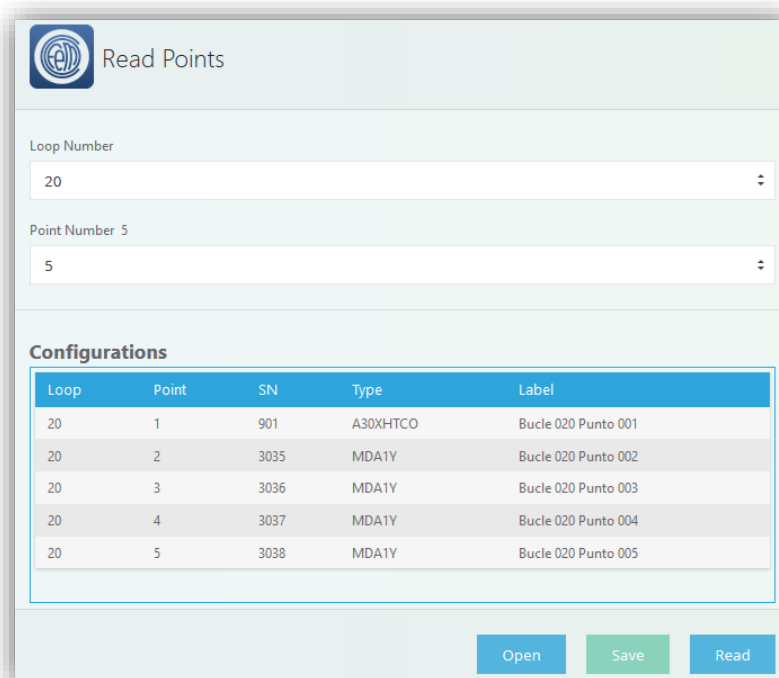 Read Points
Loop Number
20
Point Number 5
5
Configurations
Loop Point SN Type Label
20 1 901 A30XHTCO Bucle 020 Punto 001
20 2 3035 MDA1Y Bucle 020 Punto 002
20 3 3036 MDA1Y Bucle 020 Punto 003
20 4 3037 MDA1Y Bucle 020 Punto 004
20 5 3038 MDA1Y Bucle 020 Punto 005
Open Save Read